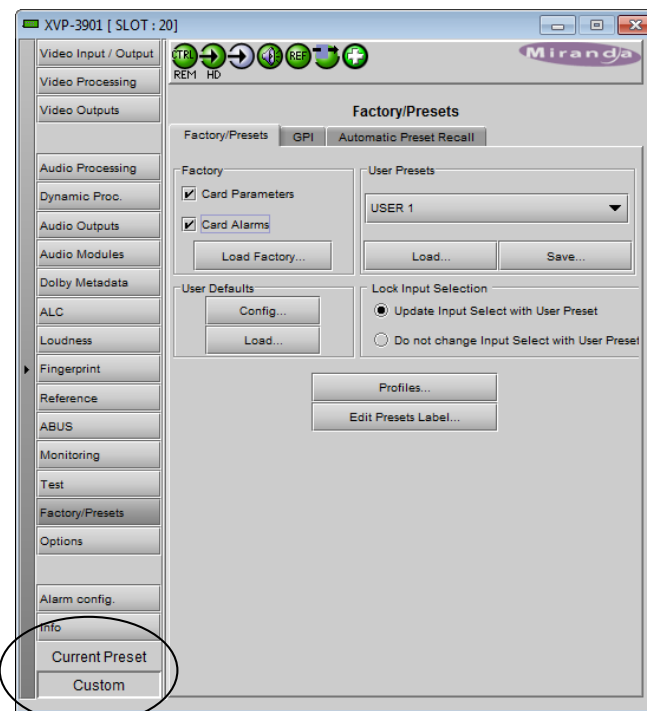 XVP-3901 [ SLOT : 20]
Video Input / Output
Video Processing
Video Outputs
Audio Processing
Dynamic Proc.
Audio Outputs
Audio Modules
Dolby Metadata
ALC
Loudness
Fingerprint
Reference
ABUS
Monitoring
Test
Factory/Presets
Options
Alarm config.
Info
Current Preset
Custom
CTRL
REF
REM HD
Miranda
Factory/Presets
Factory/Presets GPI Automatic Preset Recall
Factory
Card Parameters
Card Alarms
Load Factory...
User Presets
USER 1
Load... Save...
User Defaults
Config...
Load...
Lock Input Selection
Update Input Select with User Preset
Do not change Input Select with User Preset
Profiles...
Edit Presets Label...